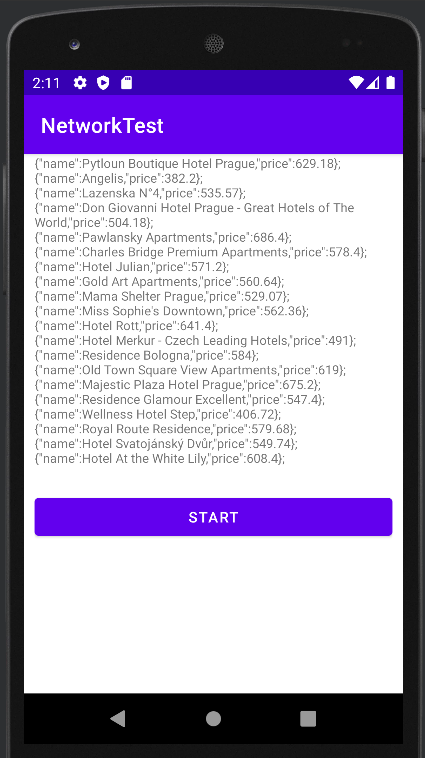 2:11
NetworkTest
{"name":Pytloun Boutique Hotel Prague,"price":629.18};
{"name":Angelis,"price":382.2};
{"name":Lazenska N°4,"price":535.57};
{"name":Don Giovanni Hotel Prague - Great Hotels of The
World,"price":504.18};
{"name":Pawlansky Apartments,"price":686.4};
{"name":Charles Bridge Premium Apartments,"price":578.4};
{"name":Hotel Julian,"price":571.2};
{"name":Gold Art Apartments,"price":560.64};
{"name":Mama Shelter Prague,"price":529.07};
{"name":Miss Sophie's Downtown,"price":562.36};
{"name":Hotel Rott,"price":641.4};
{"name":Hotel Merkur - Czech Leading Hotels,"price":491};
{"name":Residence Bologna,"price":584};
{"name":Old Town Square View Apartments,"price":619};
{"name":Majestic Plaza Hotel Prague,"price":675.2};
{"name":Residence Glamour Excellent,"price":547.4};
{"name":Wellness Hotel Step,"price":406.72};
{"name":Royal Route Residence,"price":579.68};
{"name":Hotel Svatojánský Dvůr,"price":549.74};
{"name":Hotel At the White Lily,"price":608.4};
START